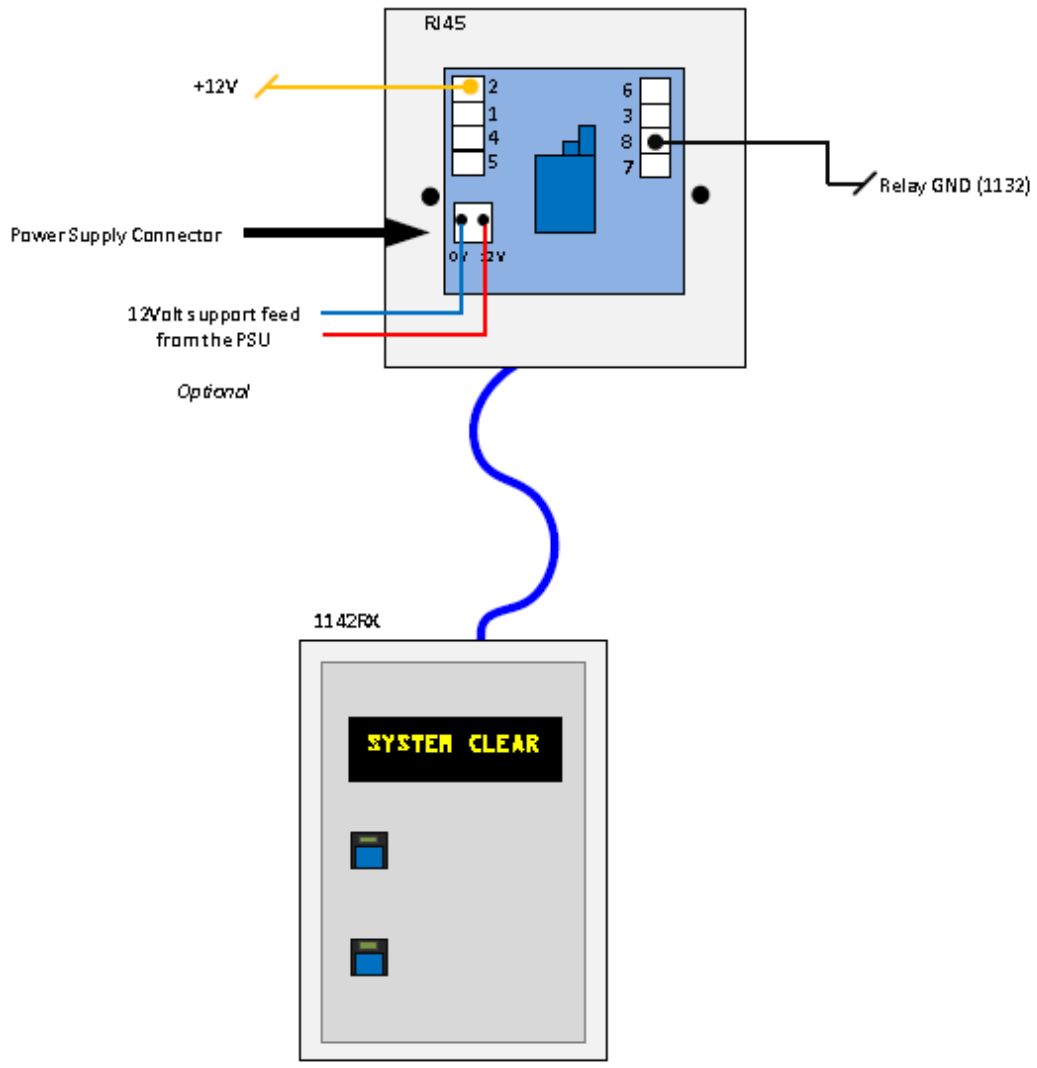 RJ45
+12V
2
1
4
5
6
3
8
7
Relay GND (1132)
Power Supply Connector
0V 12V
12Volt support feed
from the PSU
Optional
1142RX
SYSTEM CLEAR